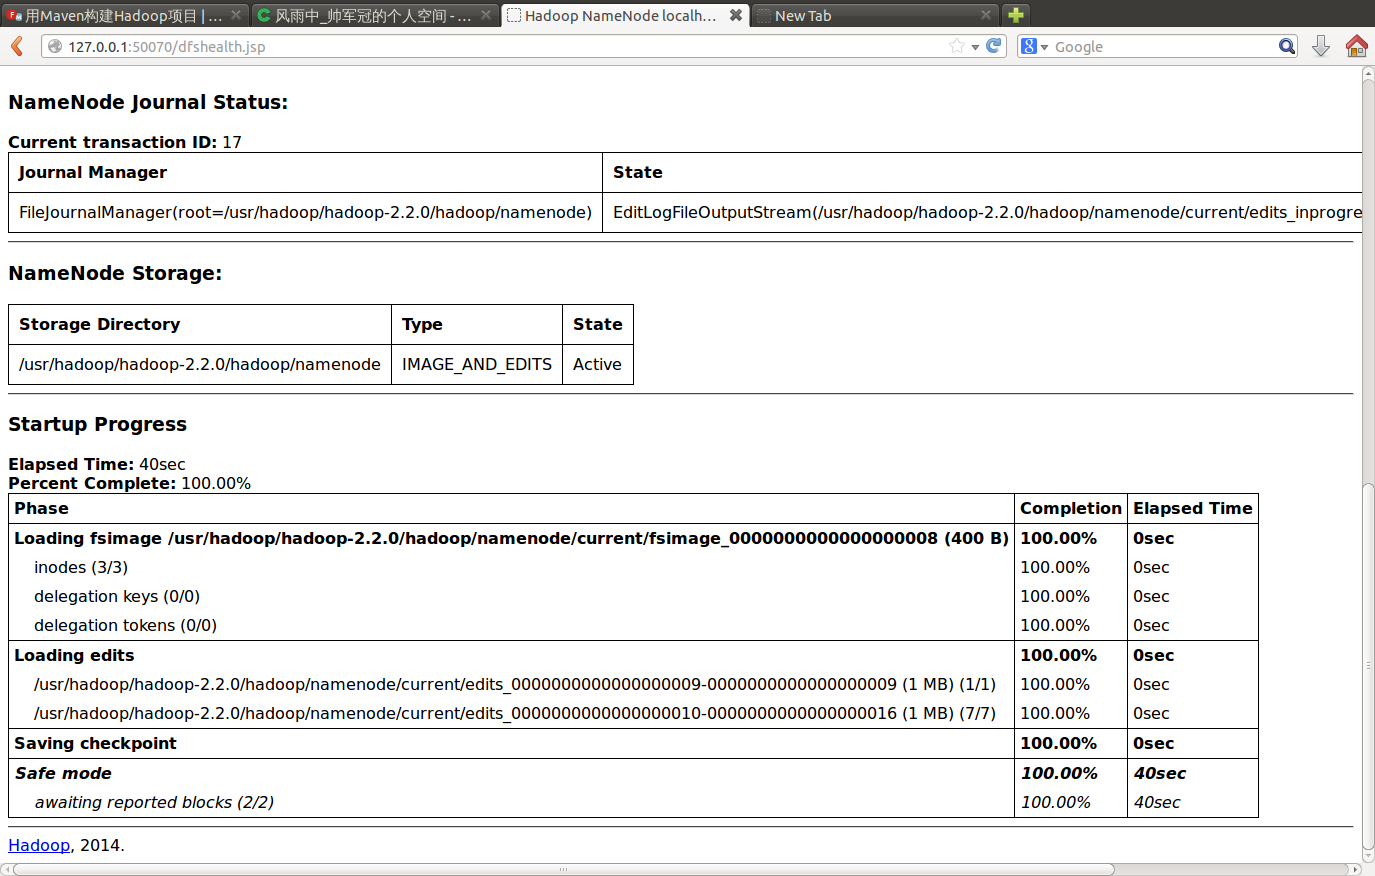 用Maven构建Hadoop项目 | ... 风雨中_帅军冠的个人空间 - ... Hadoop NameNode localh... New Tab
127.0.0.1:50070/dfshealth.jsp Google
NameNode Journal Status:
Current transaction ID: 17
Journal Manager State
FileJournalManager(root=/usr/hadoop/hadoop-2.2.0/hadoop/namenode) EditLogFileOutputStream(/usr/hadoop/hadoop-2.2.0/hadoop/namenode/current/edits_inprogre
NameNode Storage:
Storage Directory Type State
/usr/hadoop/hadoop-2.2.0/hadoop/namenode IMAGE_AND_EDITS Active
Startup Progress
Elapsed Time: 40sec
Percent Complete: 100.00%
Phase Completion Elapsed Time
Loading fsimage /usr/hadoop/hadoop-2.2.0/hadoop/namenode/current/fsimage_0000000000000000008 (400 B) 100.00% 0sec
inodes (3/3) 100.00% 0sec
delegation keys (0/0) 100.00% 0sec
delegation tokens (0/0) 100.00% 0sec
Loading edits 100.00% 0sec
/usr/hadoop/hadoop-2.2.0/hadoop/namenode/current/edits_0000000000000000009-0000000000000000009 (1 MB) (1/1) 100.00% 0sec
/usr/hadoop/hadoop-2.2.0/hadoop/namenode/current/edits_0000000000000000010-0000000000000000016 (1 MB) (7/7) 100.00% 0sec
Saving checkpoint 100.00% 0sec
Safe mode 100.00% 40sec
awaiting reported blocks (2/2) 100.00% 40sec
Hadoop, 2014.